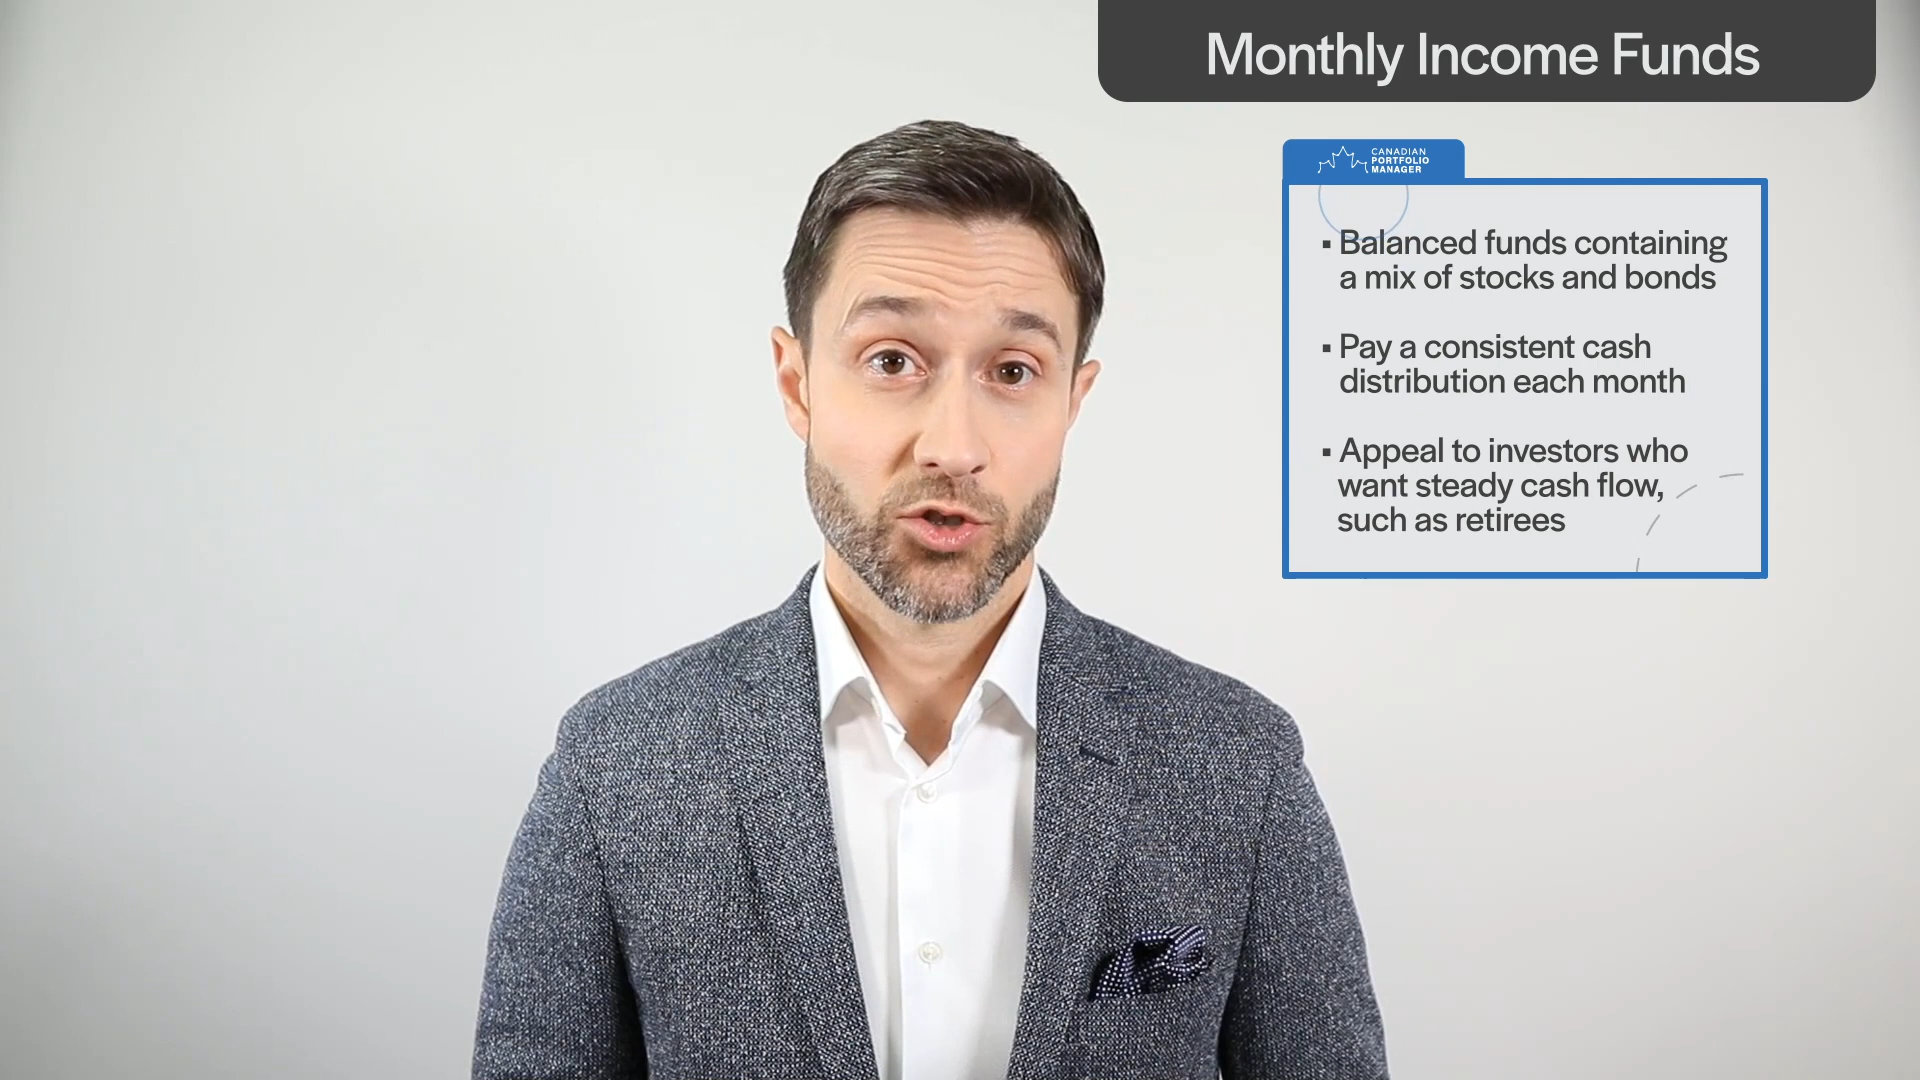 Monthly Income Funds
CANADIAN
PORTFOLIO
MANAGER
▪ Balanced funds containing
a mix of stocks and bonds
▪ Pay a consistent cash
distribution each month
▪ Appeal to investors who
want steady cash flow,
such as retirees